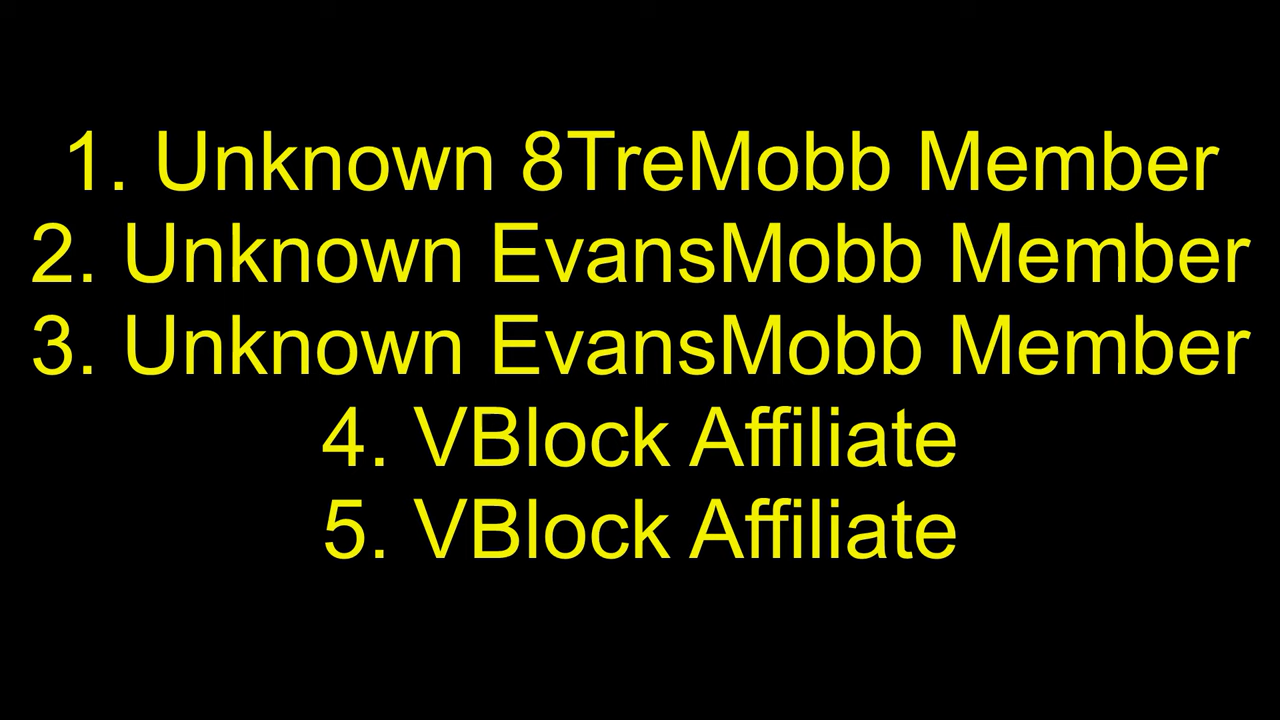 1. Unknown 8TreMobb Member
2. Unknown EvansMobb Member
3. Unknown EvansMobb Member
4. VBlock Affiliate
5. VBlock Affiliate